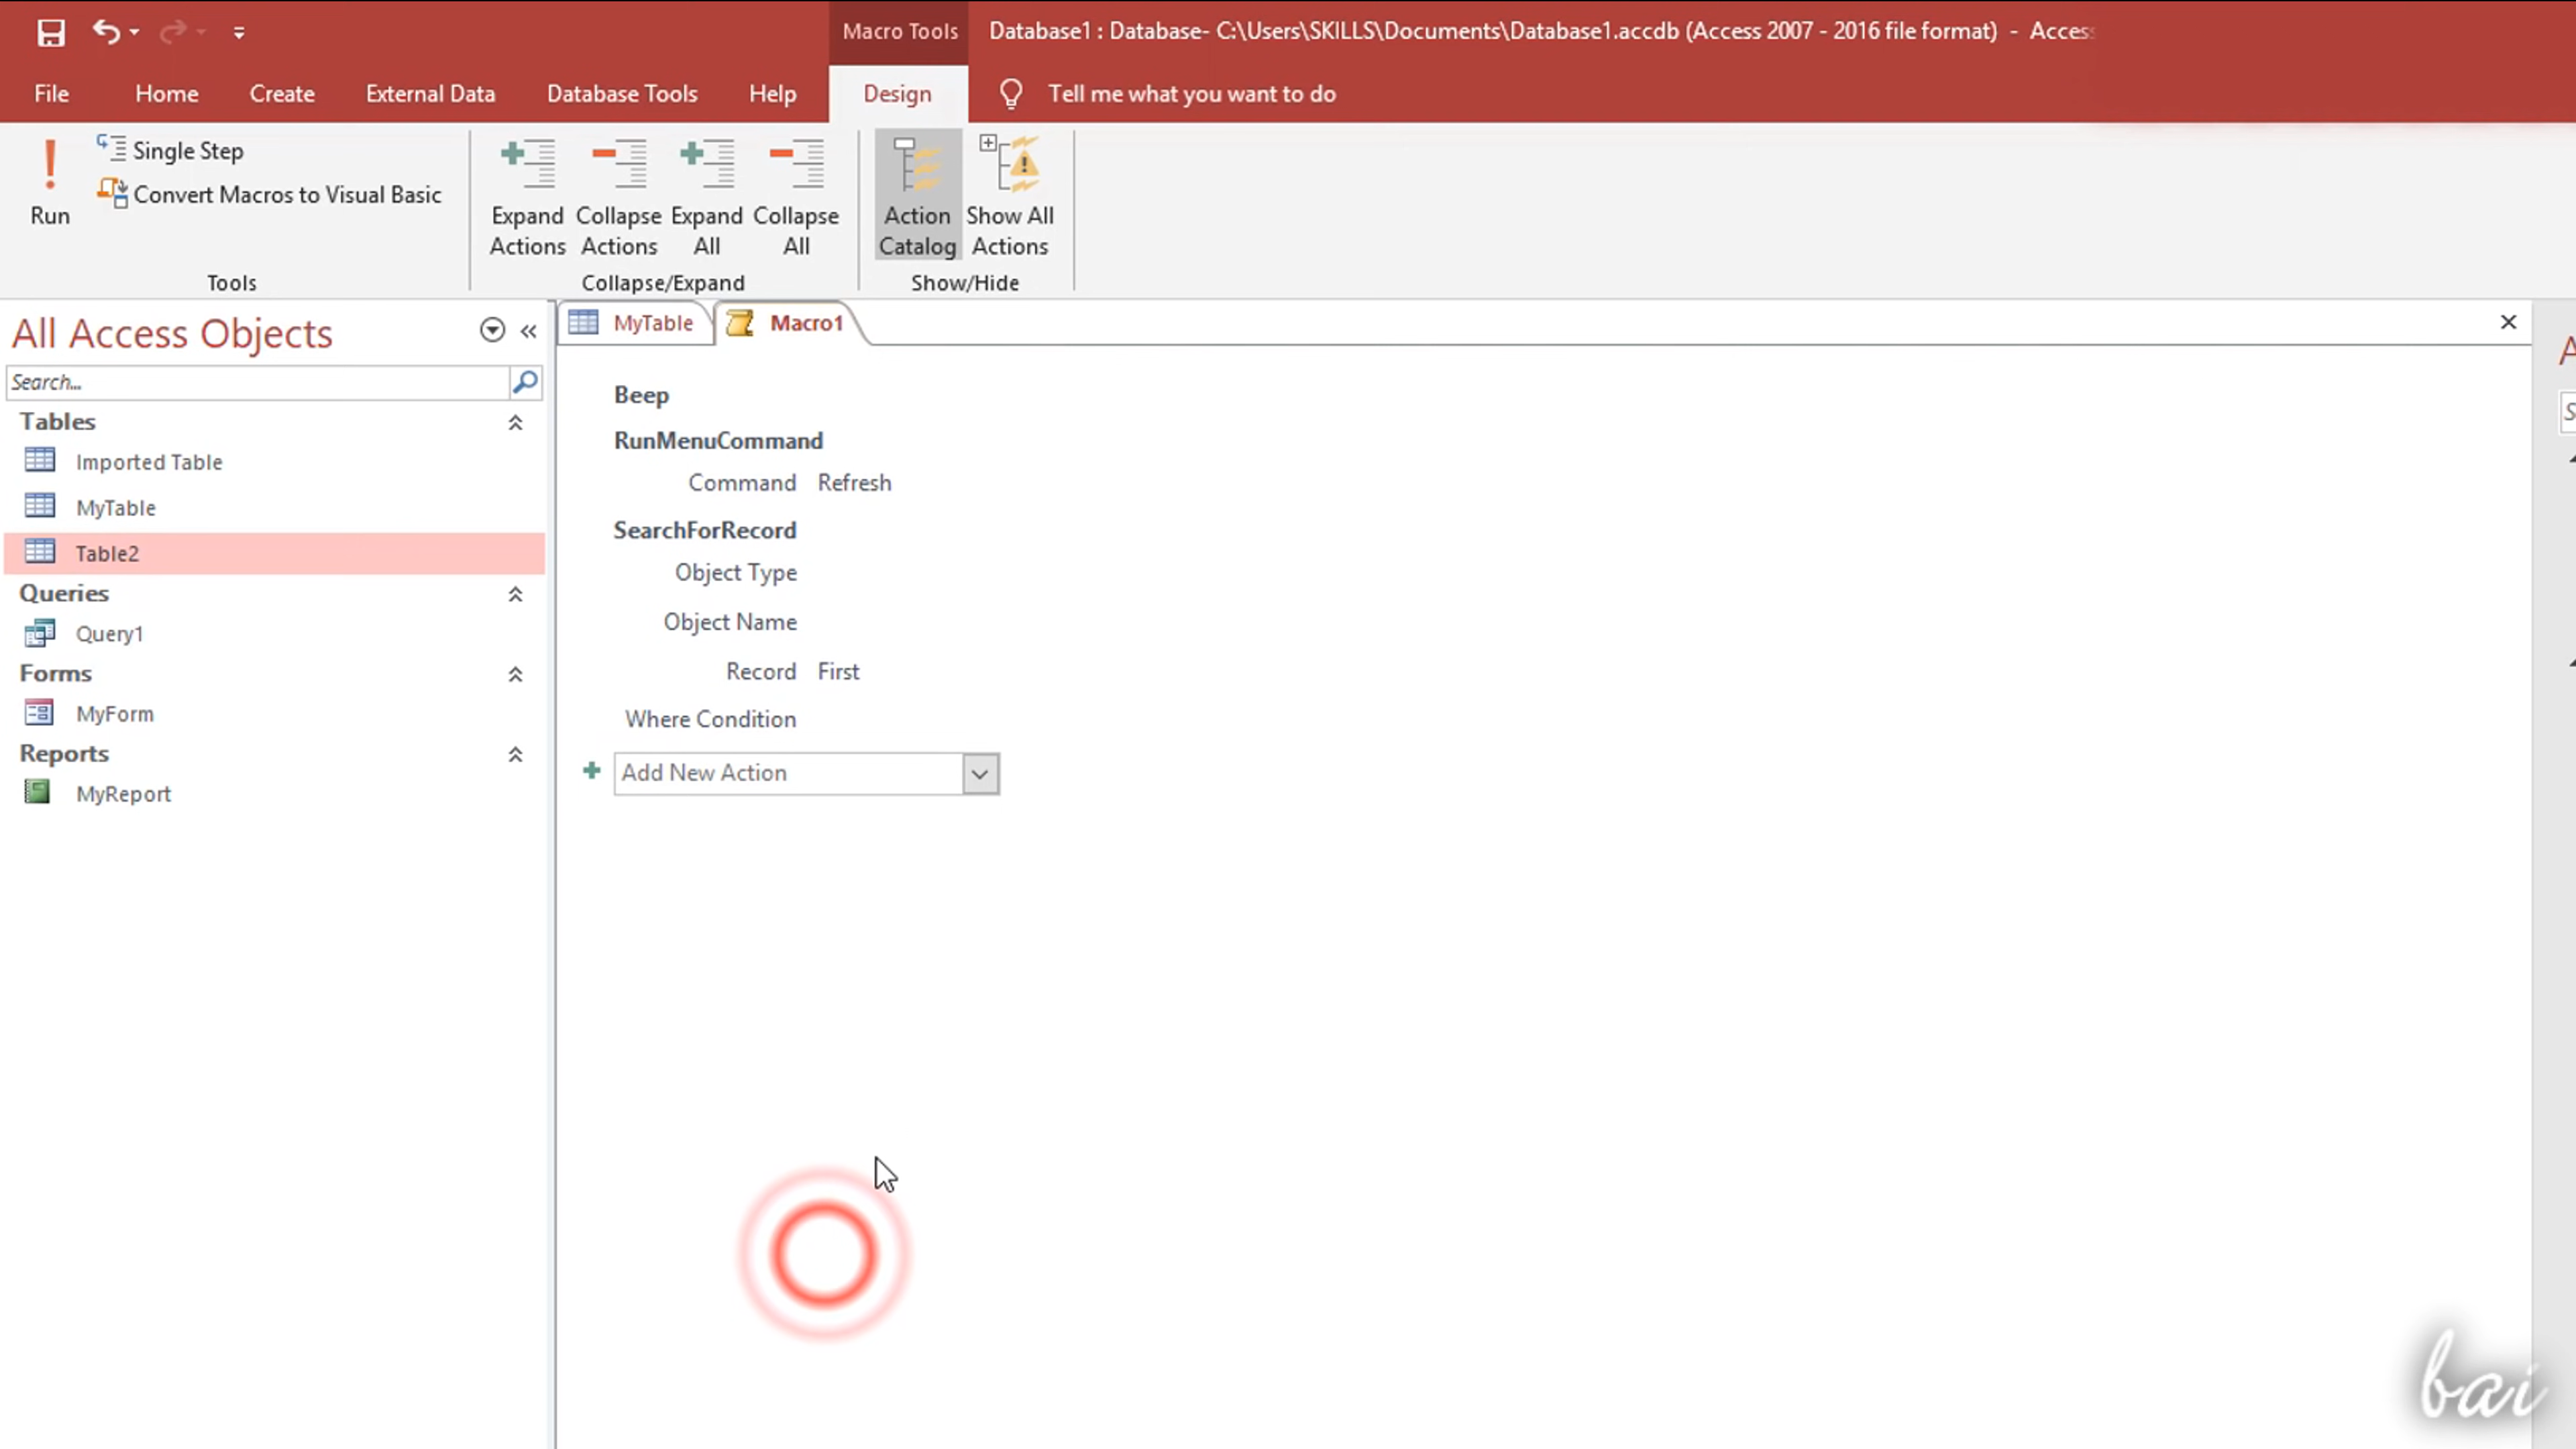 Macro Tools
Database1 : Database- C:\Users\SKILLS\Documents\Database1.accdb (Access 2007 - 2016 file format) - Access
File
Home
Create
External Data
Database Tools
Help
Design
Tell me what you want to do
Run
Single Step
Convert Macros to Visual Basic
Tools
Expand
Actions
Collapse
Actions
Expand
All
Collapse
All
Collapse/Expand
Action
Catalog
Show All
Actions
Show/Hide
All Access Objects
Search...
Tables
Imported Table
MyTable
Table2
Queries
Query1
Forms
MyForm
Reports
MyReport
MyTable
Macro1
Beep
RunMenuCommand
Command Refresh
SearchForRecord
Object Type
Object Name
Record First
Where Condition
Add New Action
bai